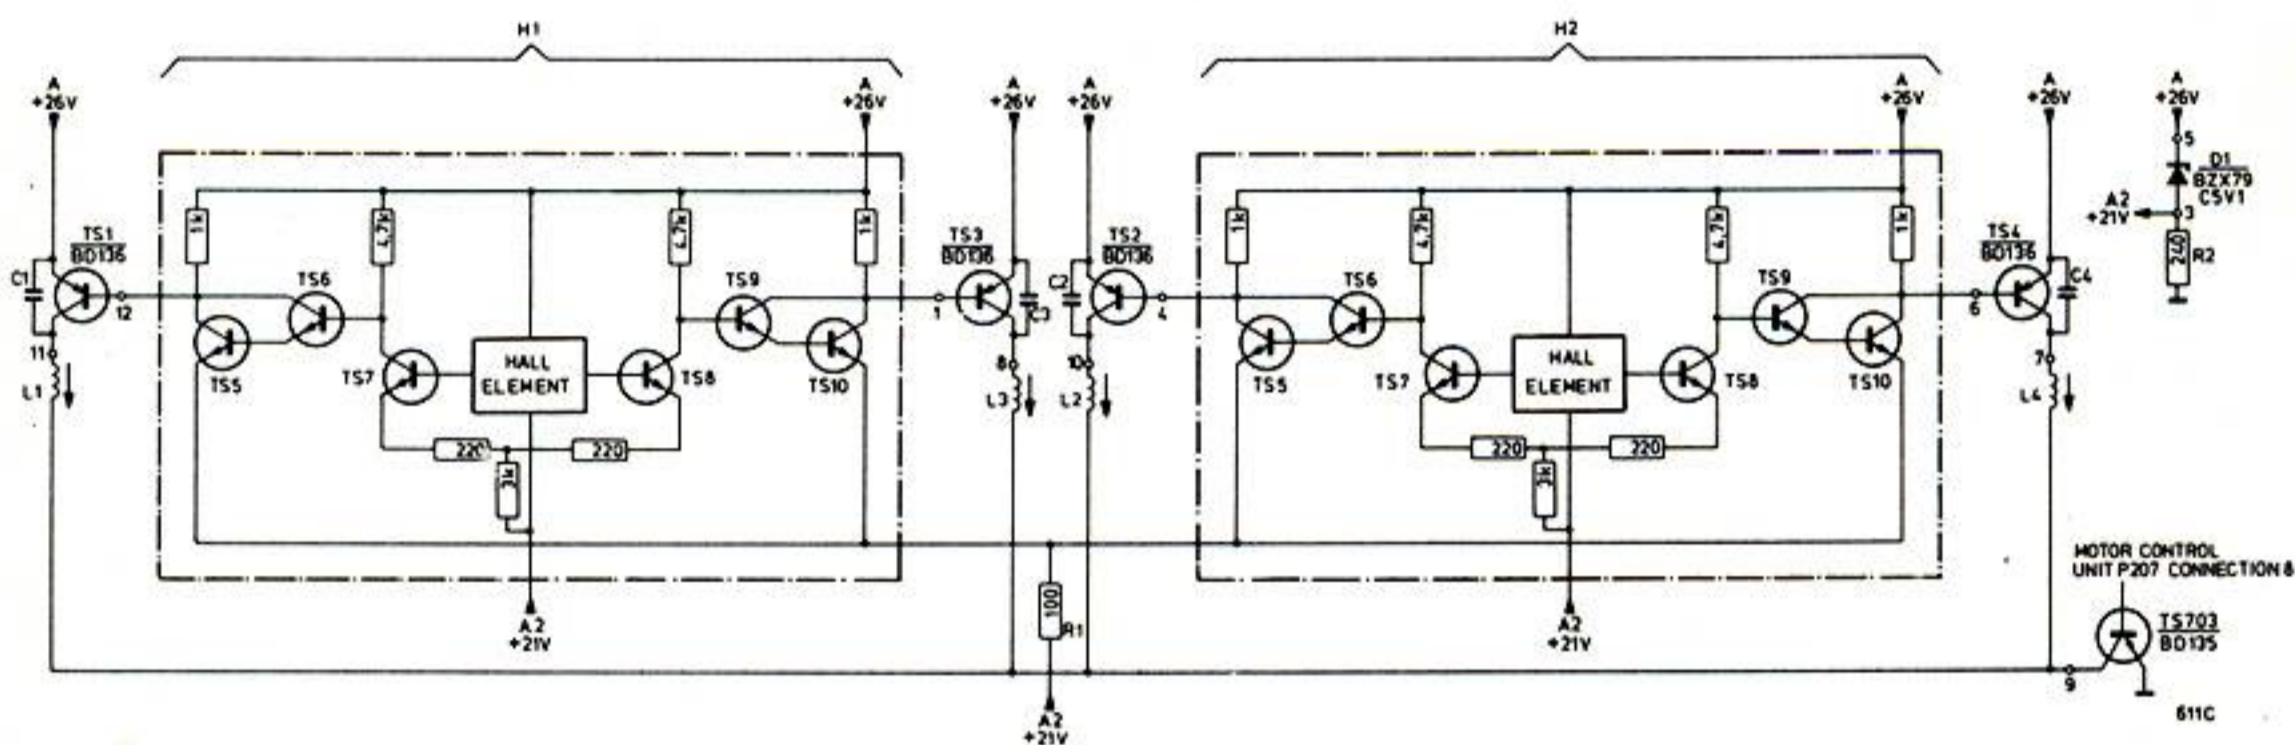 H1
H2
A
+26V
A
+26V
A
+26V
A
+26V
A
+26V
A
+26V
A
+26V
5
D1
BZX79
C5V1
3
A2
+21V
240
R2
1k
4,7k
4,7k
1k
1k
4,7k
4,7k
1k
TS1
BD136
C1
12
11
L1
TS6
TS5
TS7
HALL
ELEMENT
TS8
TS9
TS10
220
220
3k
1
TS3
BD136
C3
8
L3
C2
TS2
BD136
4
10
L2
TS6
TS5
TS7
HALL
ELEMENT
TS8
TS9
TS10
220
220
3k
6
TS4
BD136
C4
7
L4
A2
+21V
100
R1
A2
+21V
A2
+21V
MOTOR CONTROL
UNIT P207 CONNECTION 8
TS703
BD135
9
611C